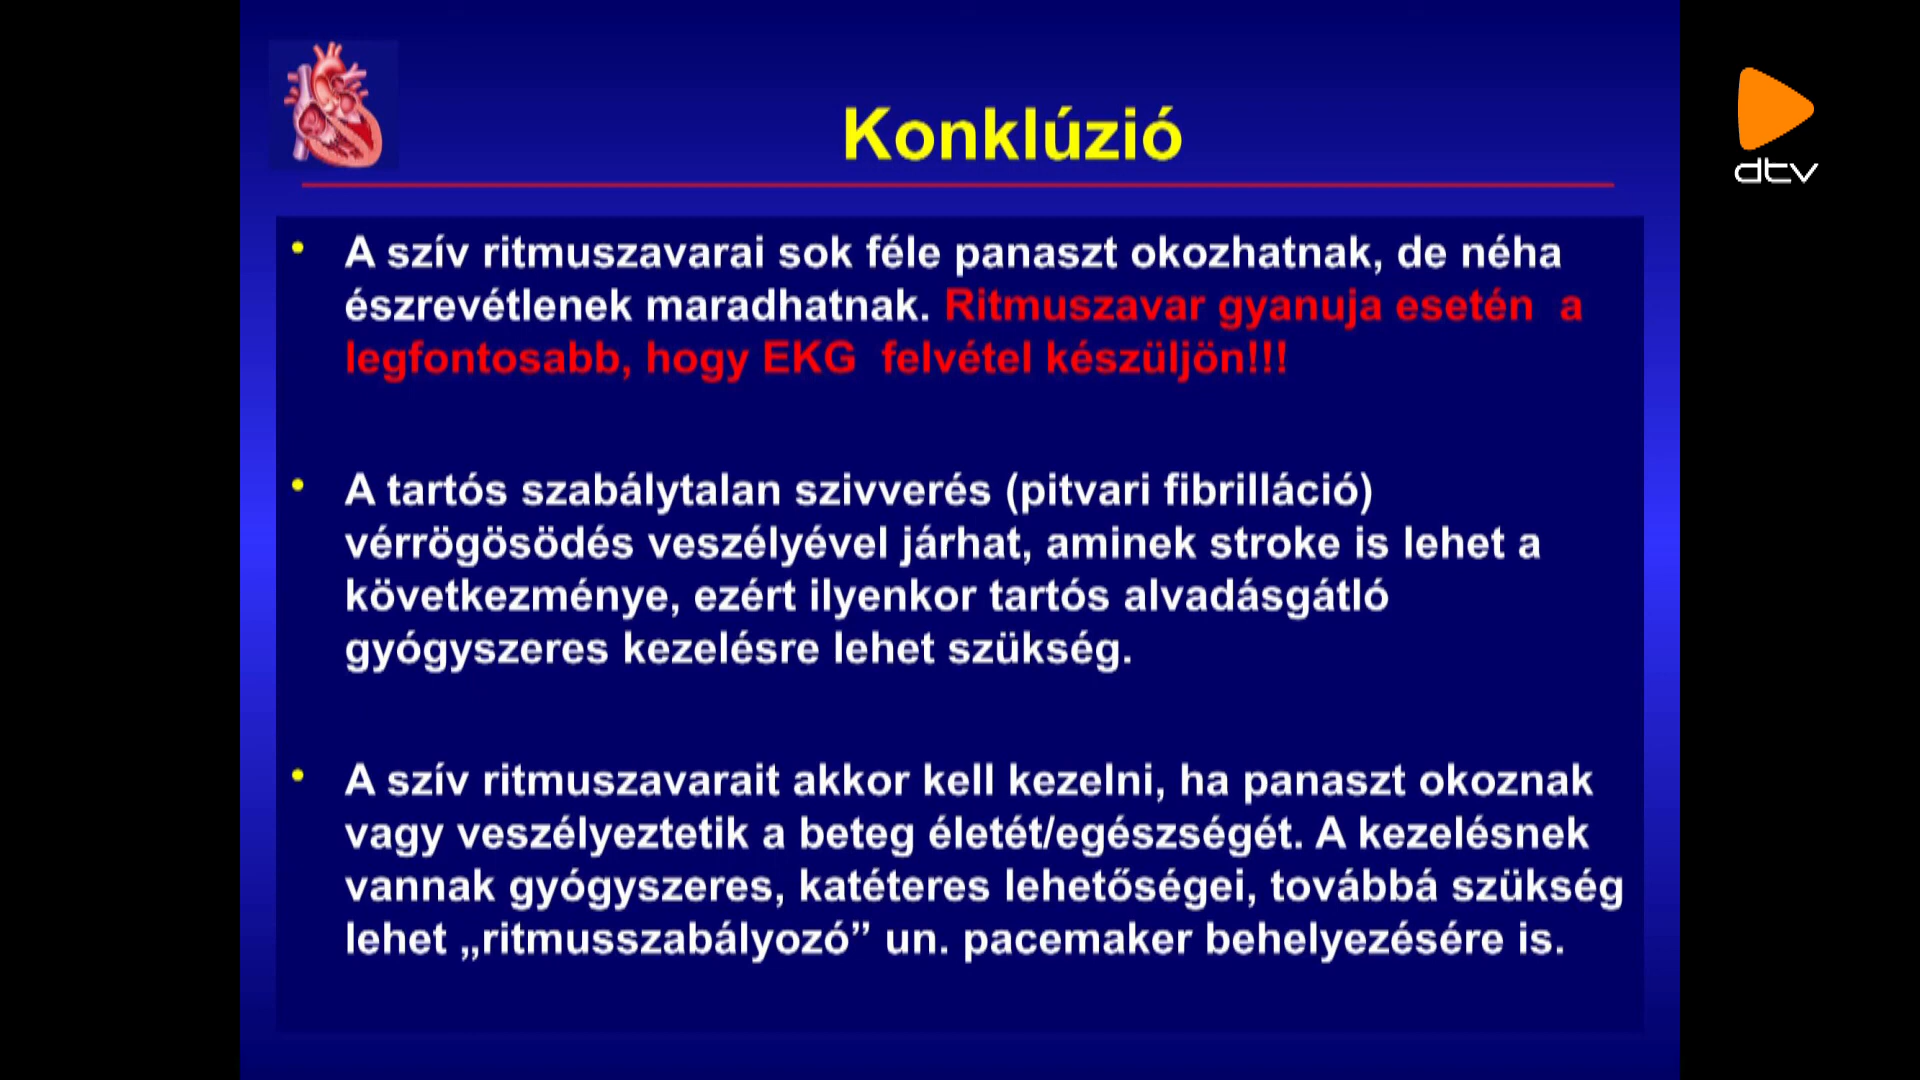 Konklúzió
dtv
• A szív ritmuszavarai sok féle panaszt okozhatnak, de néha
észrevétlenek maradhatnak. Ritmuszavar gyanuja esetén a
legfontosabb, hogy EKG felvétel készüljön!!!
• A tartós szabálytalan szivverés (pitvari fibrilláció)
vérrögösödés veszélyével járhat, aminek stroke is lehet a
következménye, ezért ilyenkor tartós alvadásgátló
gyógyszeres kezelésre lehet szükség.
• A szív ritmuszavarait akkor kell kezelni, ha panaszt okoznak
vagy veszélyeztetik a beteg életét/egészségét. A kezelésnek
vannak gyógyszeres, katéteres lehetőségei, továbbá szükség
lehet „ritmusszabályozó” un. pacemaker behelyezésére is.